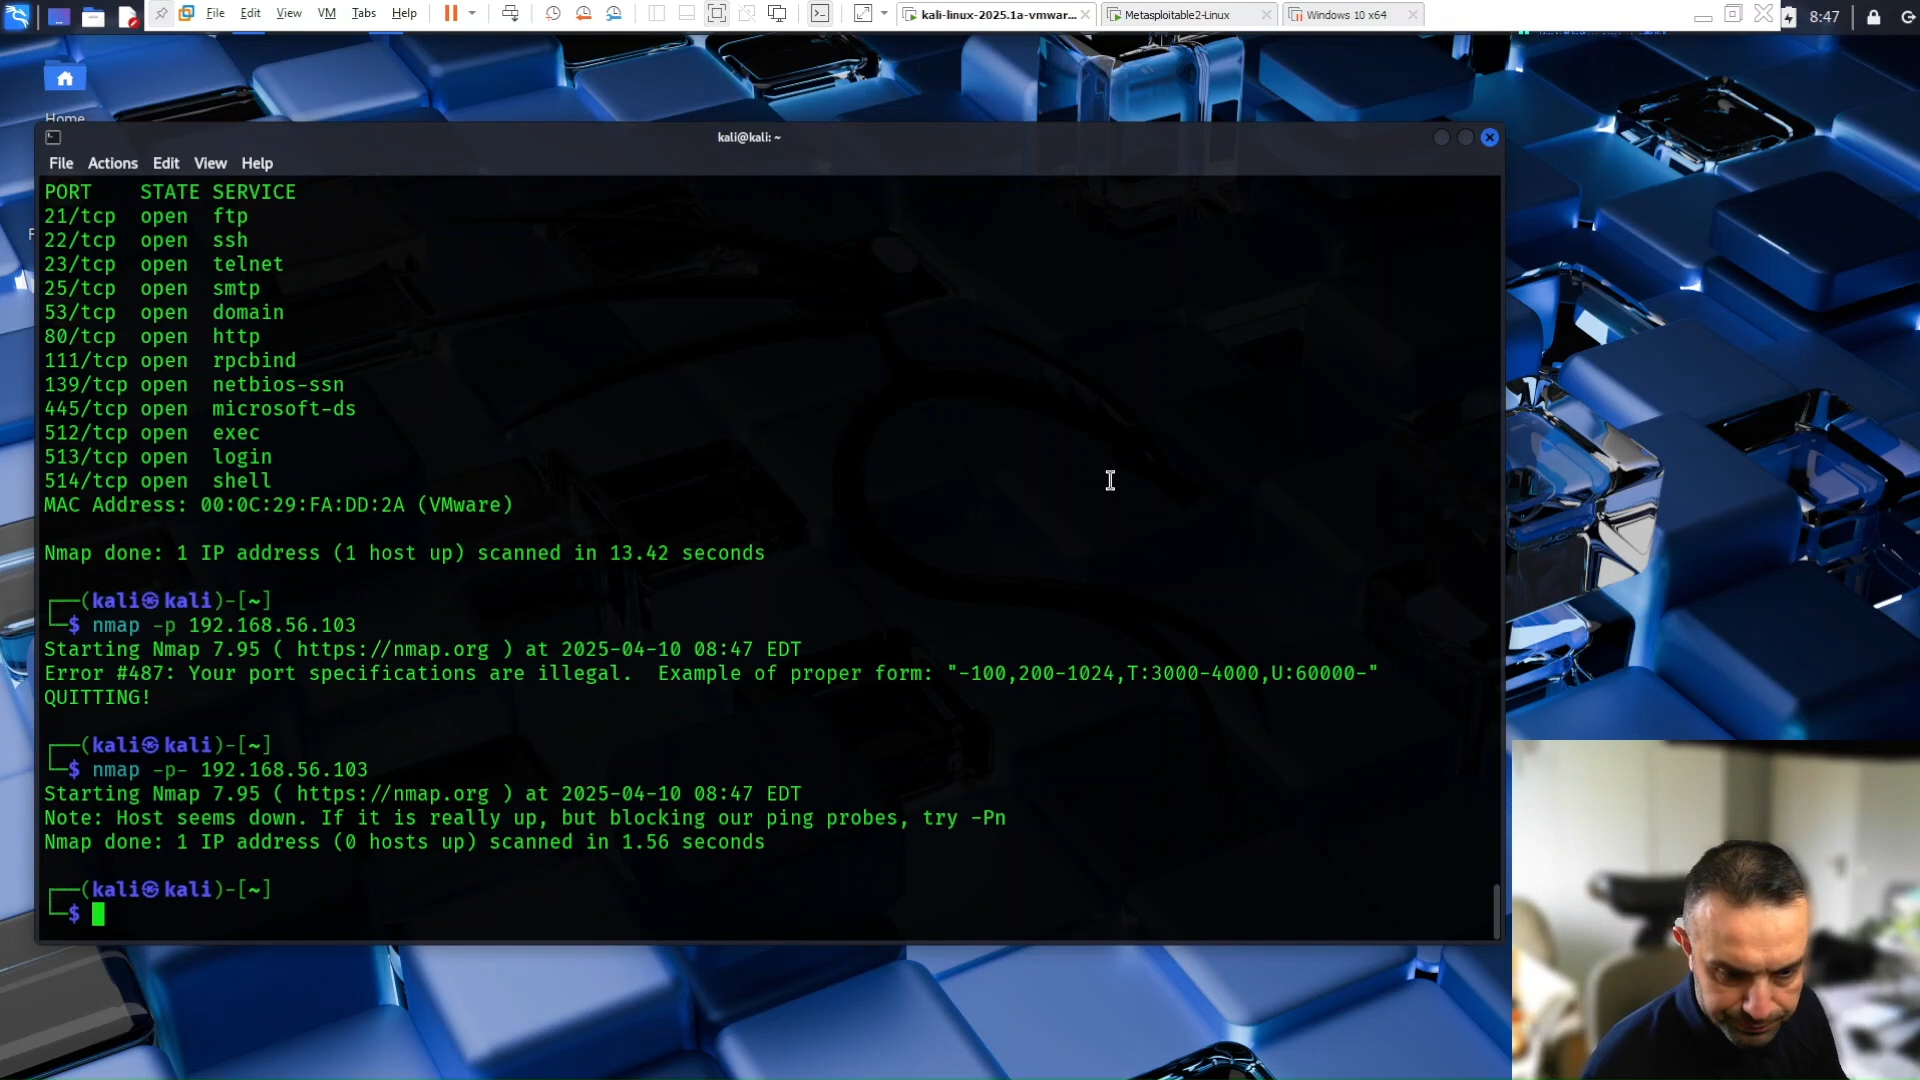 File Edit View VM Tabs Help
kali-linux-2025.1a-vmwar...
Metasploitable2-Linux
Windows 10 x64
8:47
Home
kali@kali: ~
File Actions Edit View Help
PORT STATE SERVICE
21/tcp open ftp
22/tcp open ssh
23/tcp open telnet
25/tcp open smtp
53/tcp open domain
80/tcp open http
111/tcp open rpcbind
139/tcp open netbios-ssn
445/tcp open microsoft-ds
512/tcp open exec
513/tcp open login
514/tcp open shell
MAC Address: 00:0C:29:FA:DD:2A (VMware)
Nmap done: 1 IP address (1 host up) scanned in 13.42 seconds
┌──(kali㉿kali)-[~]
└─$ nmap -p 192.168.56.103
Starting Nmap 7.95 ( https://nmap.org ) at 2025-04-10 08:47 EDT
Error #487: Your port specifications are illegal.  Example of proper form: "-100,200-1024,T:3000-4000,U:60000-"
QUITTING!
┌──(kali㉿kali)-[~]
└─$ nmap -p- 192.168.56.103
Starting Nmap 7.95 ( https://nmap.org ) at 2025-04-10 08:47 EDT
Note: Host seems down. If it is really up, but blocking our ping probes, try -Pn
Nmap done: 1 IP address (0 hosts up) scanned in 1.56 seconds
┌──(kali㉿kali)-[~]
└─$